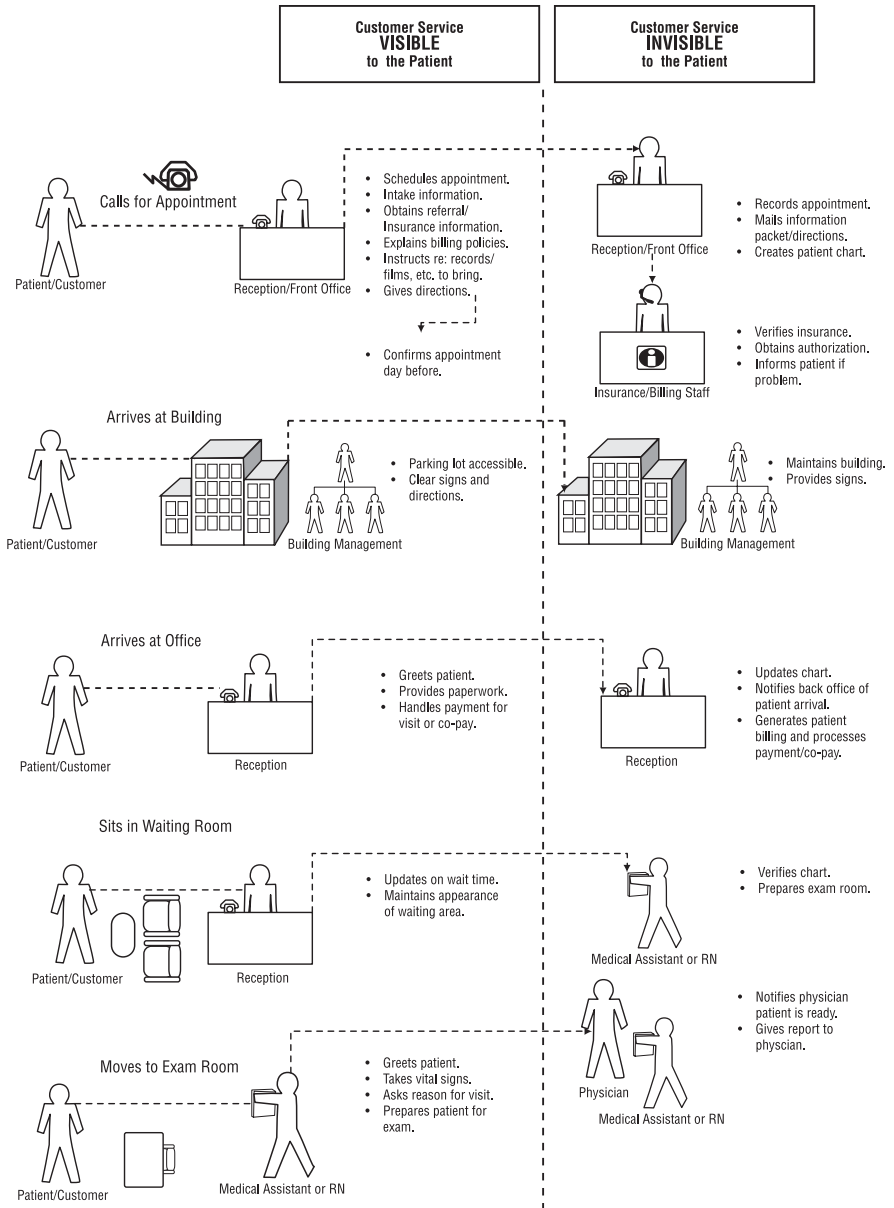 Customer Service
VISIBLE
to the Patient
Customer Service
INVISIBLE
to the Patient
Calls for Appointment
Patient/Customer
Reception/Front Office
• Schedules appointment.
• Intake information.
• Obtains referral/
Insurance information.
• Explains billing policies.
• Instructs re: records/
films, etc. to bring.
• Gives directions.
• Confirms appointment
day before.
Reception/Front Office
• Records appointment.
• Mails information
packet/directions.
• Creates patient chart.
Insurance/Billing Staff
• Verifies insurance.
• Obtains authorization.
• Informs patient if
problem.
Arrives at Building
Patient/Customer
Building Management
• Parking lot accessible.
• Clear signs and
directions.
Building Management
• Maintains building.
• Provides signs.
Arrives at Office
Patient/Customer
Reception
• Greets patient.
• Provides paperwork.
• Handles payment for
visit or co-pay.
Reception
• Updates chart.
• Notifies back office of
patient arrival.
• Generates patient
billing and processes
payment/co-pay.
Sits in Waiting Room
Patient/Customer
Reception
• Updates on wait time.
• Maintains appearance
of waiting area.
Medical Assistant or RN
• Verifies chart.
• Prepares exam room.
Moves to Exam Room
Patient/Customer
Medical Assistant or RN
• Greets patient.
• Takes vital signs.
• Asks reason for visit.
• Prepares patient for
exam.
Physician
Medical Assistant or RN
• Notifies physician
patient is ready.
• Gives report to
physcian.